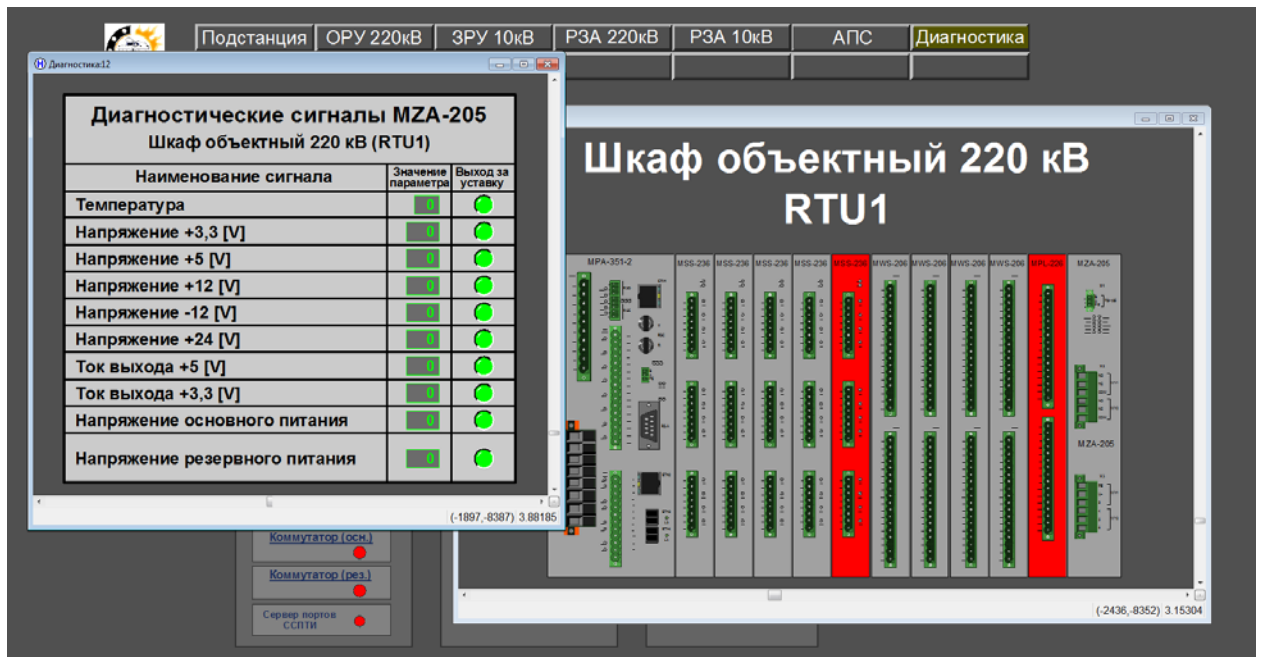 Подстанция
ОРУ 220кВ
ЗРУ 10кВ
РЗА 220кВ
РЗА 10кВ
АПС
Диагностика
Диагностика:12
Диагностические сигналы MZA-205
Шкаф объектный 220 кВ (RTU1)
Наименование сигнала
Значение параметра
Выход за уставку
Температура 0
Напряжение +3,3 [V] 0
Напряжение +5 [V] 0
Напряжение +12 [V] 0
Напряжение -12 [V] 0
Напряжение +24 [V] 0
Ток выхода +5 [V] 0
Ток выхода +3,3 [V] 0
Напряжение основного питания 0
Напряжение резервного питания 0
(-1897,-8387) 3.88185
Шкаф объектный 220 кВ
RTU1
MPA-351-2
MSS-236
MSS-236
MSS-236
MSS-236
MSS-236
MWS-206
MWS-206
MWS-206
MWS-206
MZA-205
MZA-205
(-2436,-8352) 3.15304
Коммутатор (осн.)
Коммутатор (рез.)
Сервер портов
ССПТИ